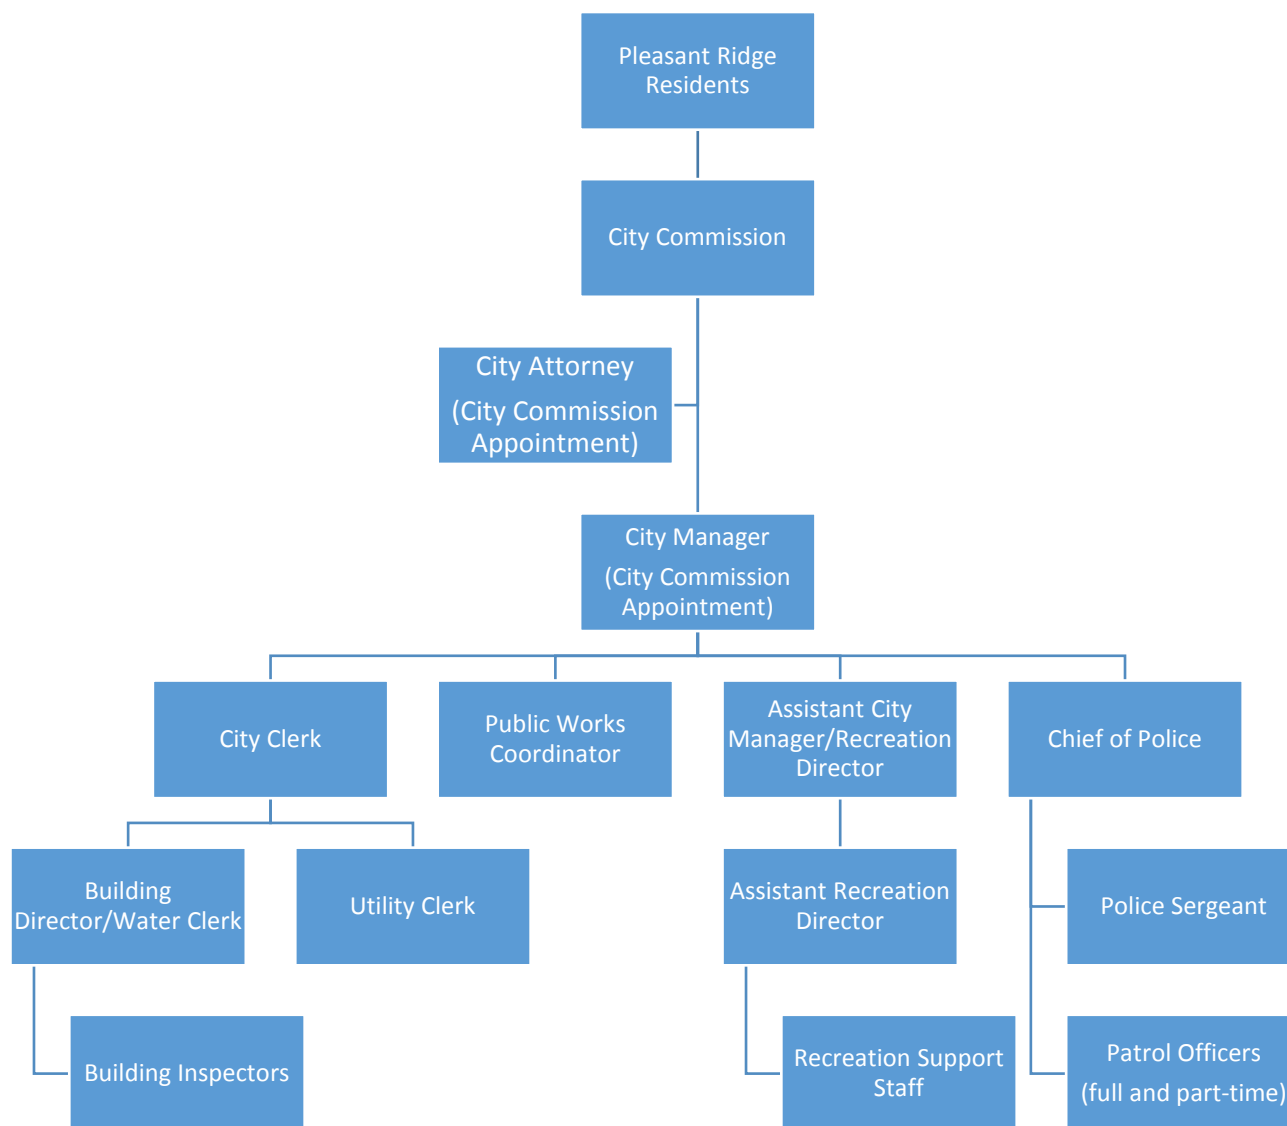 Pleasant Ridge
Residents
City Commission
City Attorney
(City Commission
Appointment)
City Manager
(City Commission
Appointment)
City Clerk
Public Works
Coordinator
Assistant City
Manager/Recreation
Director
Chief of Police
Building
Director/Water Clerk
Utility Clerk
Assistant Recreation
Director
Police Sergeant
Building Inspectors
Recreation Support
Staff
Patrol Officers
(full and part-time)